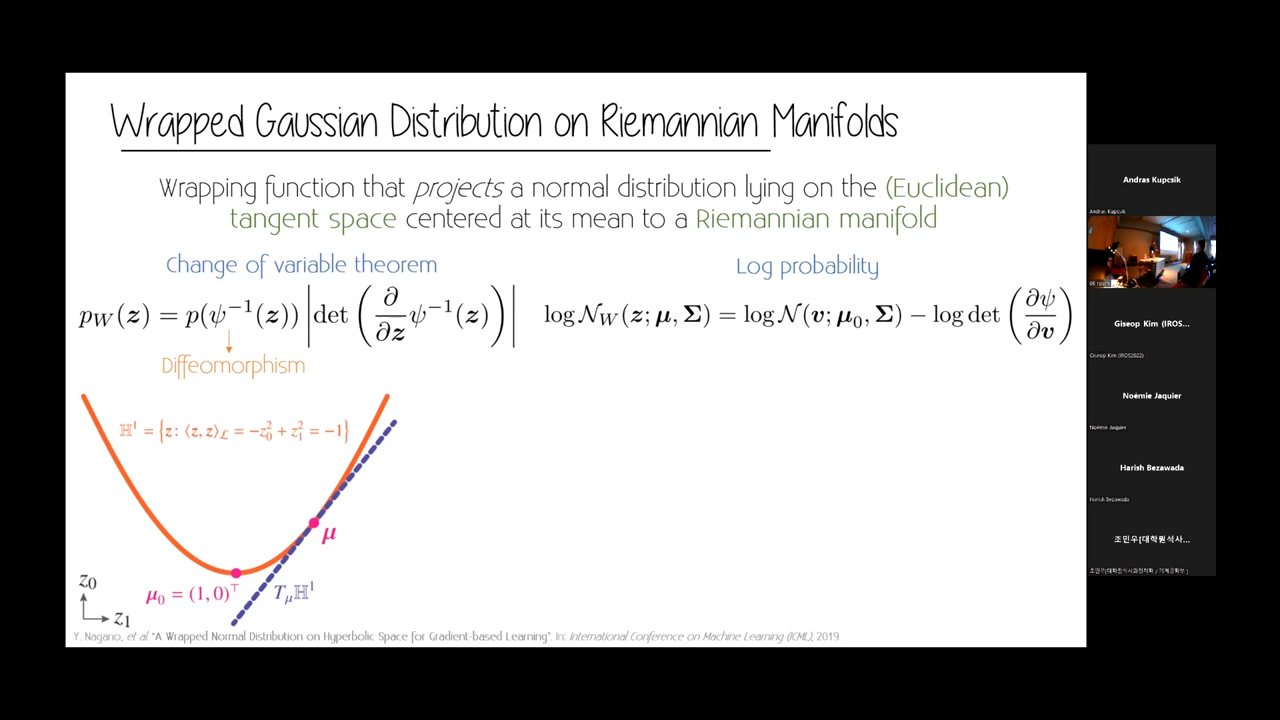 Wrapped Gaussian Distribution on Riemannian Manifolds
Wrapping function that projects a normal distribution lying on the (Euclidean)
tangent space centered at its mean to a Riemannian manifold
Change of variable theorem
Log probability
p_W(z) = p(ψ⁻¹(z)) |det(∂/∂z ψ⁻¹(z))|
log N_W(z; μ, Σ) = log N(v; μ₀, Σ) − log det(∂ψ/∂v)
Diffeomorphism
ℍ¹ = {z: ⟨z, z⟩_ℒ = −z₀² + z₁² = −1}
μ
μ₀ = (1, 0)ᵀ
T_μℍ¹
z₀
z₁
Y. Nagano, et al. "A Wrapped Normal Distribution on Hyperbolic Space for Gradient-based Learning". In: International Conference on Machine Learning (ICML), 2019.
Andras Kupcsik
Andras Kupcsik
Giseop Kim (IROS...
Giseop Kim (IROS2022)
Noémie Jaquier
Noémie Jaquier
Harish Bezawada
Harish Bezawada
조민우[대학원석사...